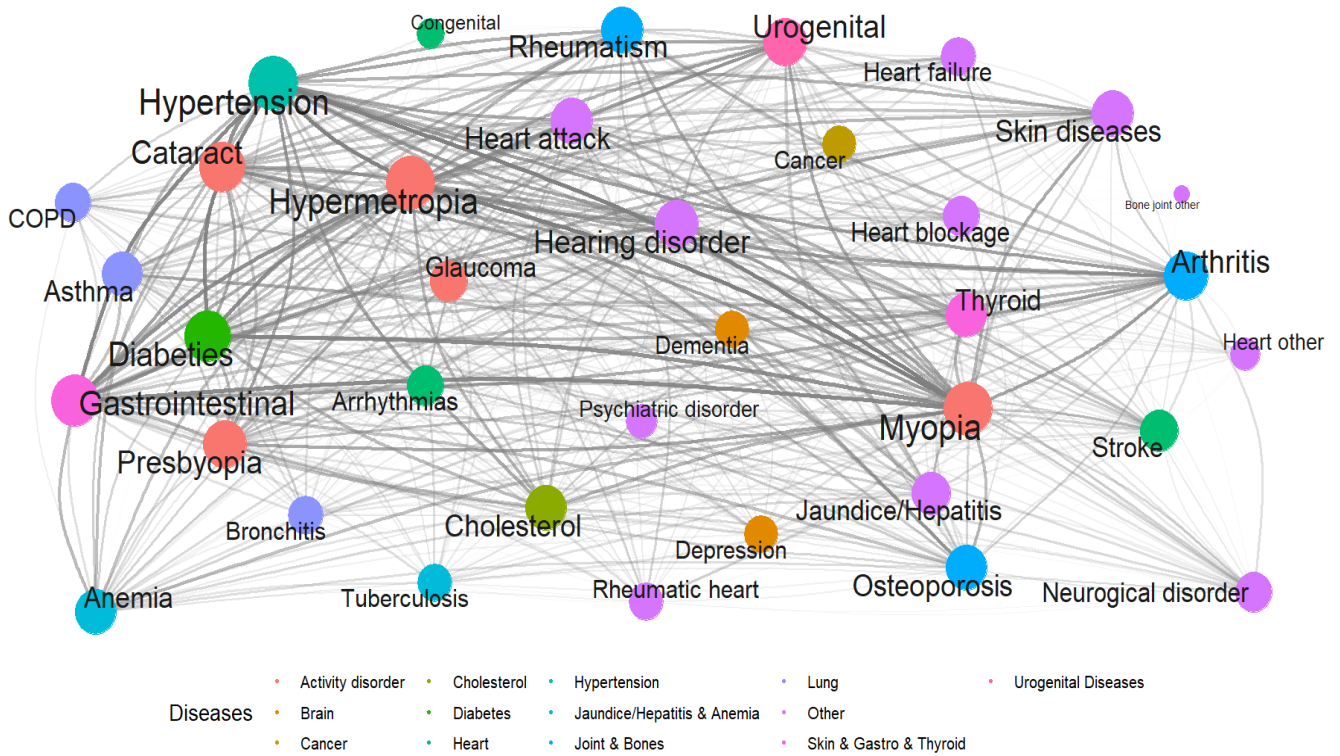 Congenital
Rheumatism
Urogenital
Heart failure
Hypertension
Heart attack
Skin diseases
Cataract
Cancer
Hypermetropia
Bone joint other
COPD
Hearing disorder
Heart blockage
Glaucoma
Arthritis
Asthma
Thyroid
Diabeties
Dementia
Heart other
Gastrointestinal
Arrhythmias
Psychiatric disorder
Myopia
Presbyopia
Stroke
Jaundice/Hepatitis
Bronchitis
Cholesterol
Depression
Anemia
Tuberculosis
Rheumatic heart
Osteoporosis
Neurogical disorder
Diseases
Activity disorder
Brain
Cancer
Cholesterol
Diabetes
Heart
Hypertension
Jaundice/Hepatitis & Anemia
Joint & Bones
Lung
Other
Skin & Gastro & Thyroid
Urogenital Diseases